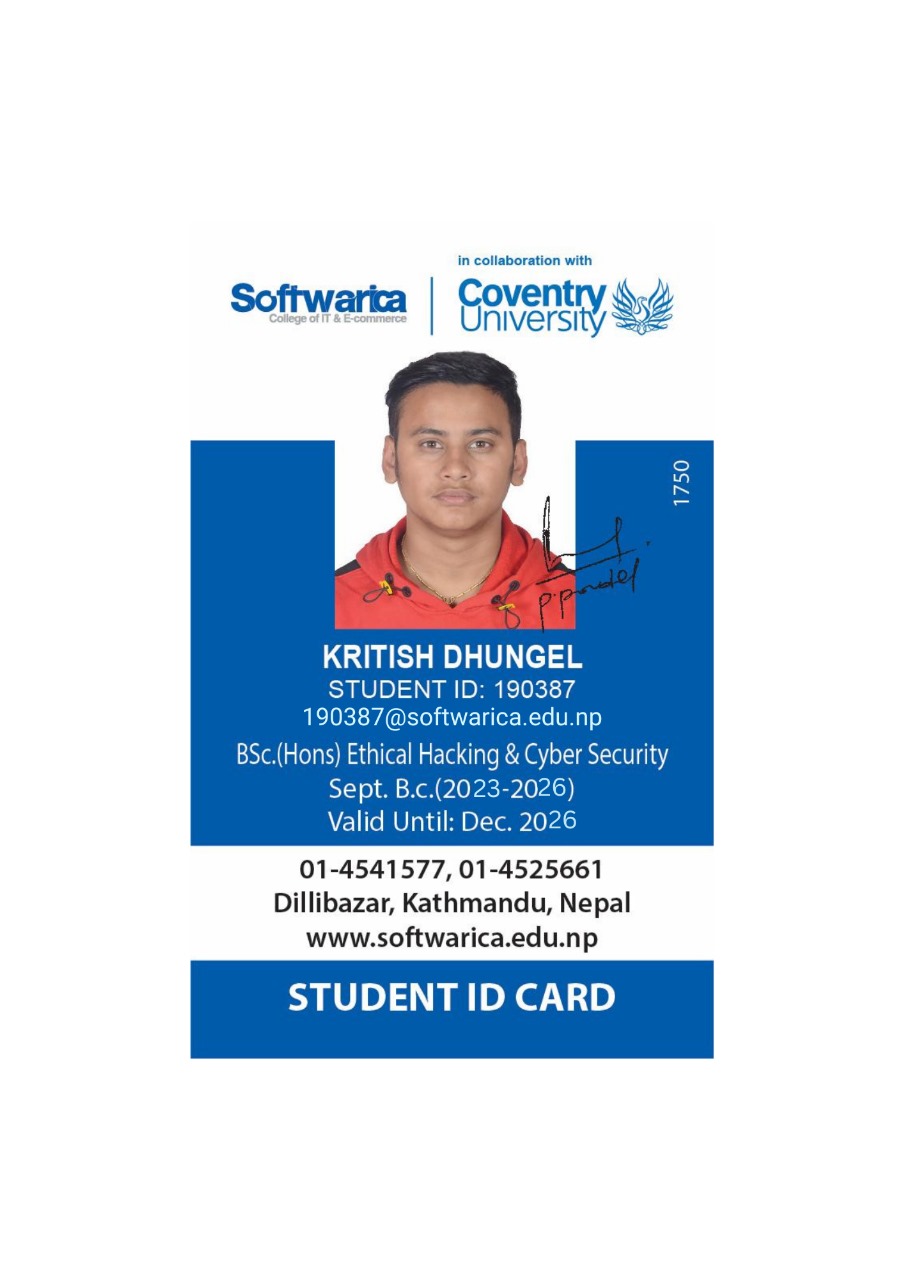 in collaboration with
Softwarica
College of IT & E-commerce
Coventry
University
1750
p.poudel
KRITISH DHUNGEL
STUDENT ID: 190387
190387@softwarica.edu.np
BSc.(Hons) Ethical Hacking & Cyber Security
Sept. B.c.(2023-2026)
Valid Until: Dec. 2026
01-4541577, 01-4525661
Dillibazar, Kathmandu, Nepal
www.softwarica.edu.np
STUDENT ID CARD